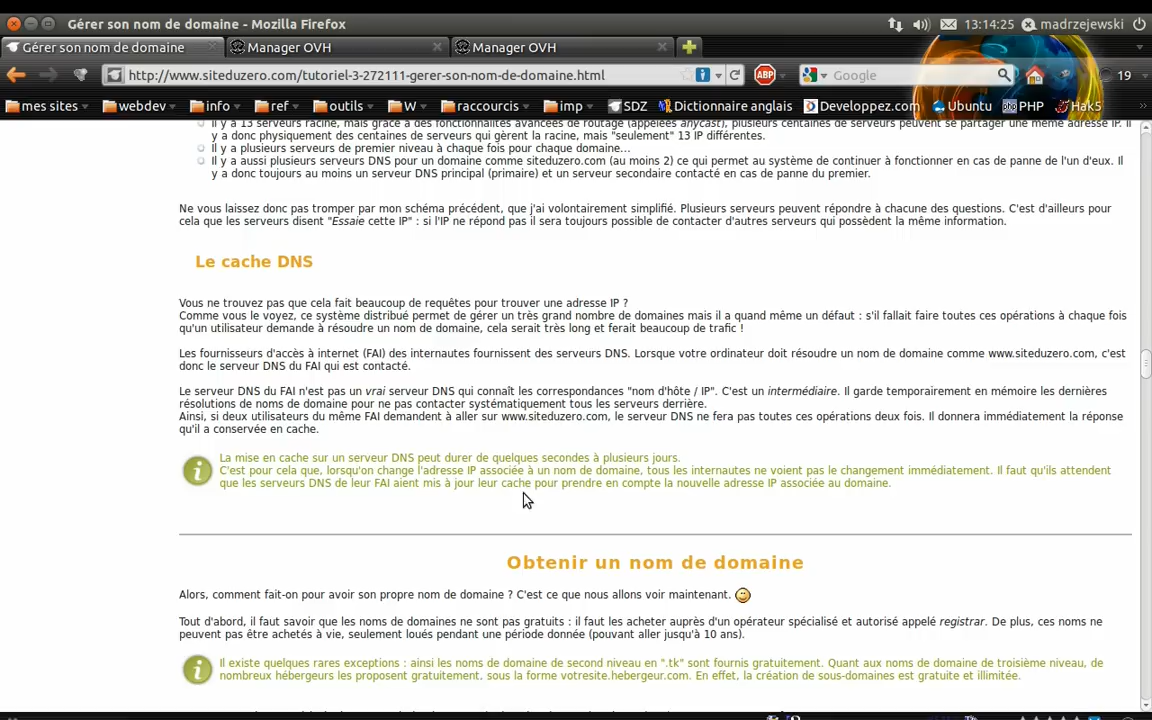 Gérer son nom de domaine - Mozilla Firefox
13:14:25 madrzejewski
Gérer son nom de domaine Manager OVH Manager OVH
http://www.siteduzero.com/tutoriel-3-272111-gerer-son-nom-de-domaine.html ABP Google 19
mes sites webdev info ref outils W raccourcis imp SDZ Dictionnaire anglais Developpez.com Ubuntu PHP Hak5
Il y a 13 serveurs racine, mais grâce à des fonctionnalités avancées de routage (appelées anycast), plusieurs centaines de serveurs peuvent se partager une même adresse IP. Il
y a donc physiquement des centaines de serveurs qui gèrent la racine, mais "seulement" 13 IP différentes.
Il y a plusieurs serveurs de premier niveau à chaque fois pour chaque domaine...
Il y a aussi plusieurs serveurs DNS pour un domaine comme siteduzero.com (au moins 2) ce qui permet au système de continuer à fonctionner en cas de panne de l'un d'eux. Il
y a donc toujours au moins un serveur DNS principal (primaire) et un serveur secondaire contacté en cas de panne du premier.
Ne vous laissez donc pas tromper par mon schéma précédent, que j'ai volontairement simplifié. Plusieurs serveurs peuvent répondre à chacune des questions. C'est d'ailleurs pour
cela que les serveurs disent "Essaie cette IP" : si l'IP ne répond pas il sera toujours possible de contacter d'autres serveurs qui possèdent la même information.
Le cache DNS
Vous ne trouvez pas que cela fait beaucoup de requêtes pour trouver une adresse IP ?
Comme vous le voyez, ce système distribué permet de gérer un très grand nombre de domaines mais il a quand même un défaut : s'il fallait faire toutes ces opérations à chaque fois
qu'un utilisateur demande à résoudre un nom de domaine, cela serait très long et ferait beaucoup de trafic !
Les fournisseurs d'accès à internet (FAI) des internautes fournissent des serveurs DNS. Lorsque votre ordinateur doit résoudre un nom de domaine comme www.siteduzero.com, c'est
donc le serveur DNS du FAI qui est contacté.
Le serveur DNS du FAI n'est pas un vrai serveur DNS qui connaît les correspondances "nom d'hôte / IP". C'est un intermédiaire. Il garde temporairement en mémoire les dernières
résolutions de noms de domaine pour ne pas contacter systématiquement tous les serveurs derrière.
Ainsi, si deux utilisateurs du même FAI demandent à aller sur www.siteduzero.com, le serveur DNS ne fera pas toutes ces opérations deux fois. Il donnera immédiatement la réponse
qu'il a conservée en cache.
La mise en cache sur un serveur DNS peut durer de quelques secondes à plusieurs jours.
C'est pour cela que, lorsqu'on change l'adresse IP associée à un nom de domaine, tous les internautes ne voient pas le changement immédiatement. Il faut qu'ils attendent
que les serveurs DNS de leur FAI aient mis à jour leur cache pour prendre en compte la nouvelle adresse IP associée au domaine.
Obtenir un nom de domaine
Alors, comment fait-on pour avoir son propre nom de domaine ? C'est ce que nous allons voir maintenant.
Tout d'abord, il faut savoir que les noms de domaines ne sont pas gratuits : il faut les acheter auprès d'un opérateur spécialisé et autorisé appelé registrar. De plus, ces noms ne
peuvent pas être achetés à vie, seulement loués pendant une période donnée (pouvant aller jusqu'à 10 ans).
Il existe quelques rares exceptions : ainsi les noms de domaine de second niveau en ".tk" sont fournis gratuitement. Quant aux noms de domaine de troisième niveau, de
nombreux hébergeurs les proposent gratuitement, sous la forme votresite.hebergeur.com. En effet, la création de sous-domaines est gratuite et illimitée.